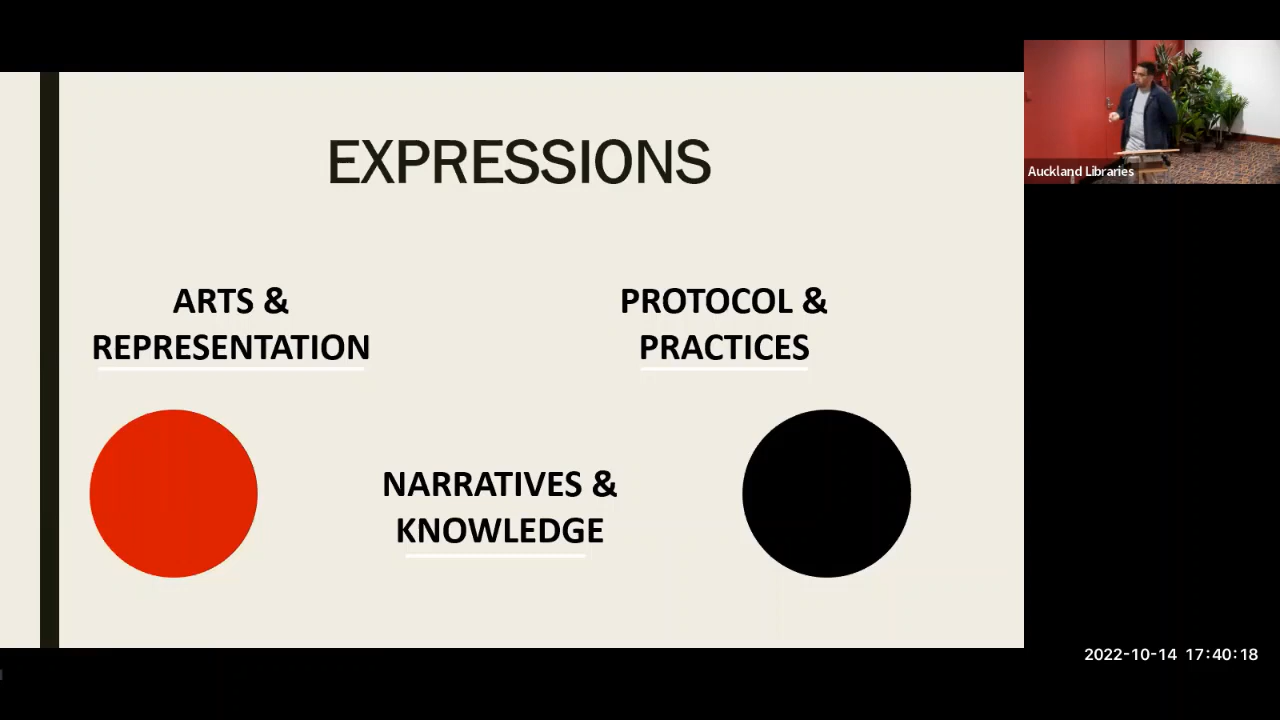 EXPRESSIONS
ARTS &
REPRESENTATION
PROTOCOL &
PRACTICES
NARRATIVES &
KNOWLEDGE
Auckland Libraries
2022-10-14 17:40:18